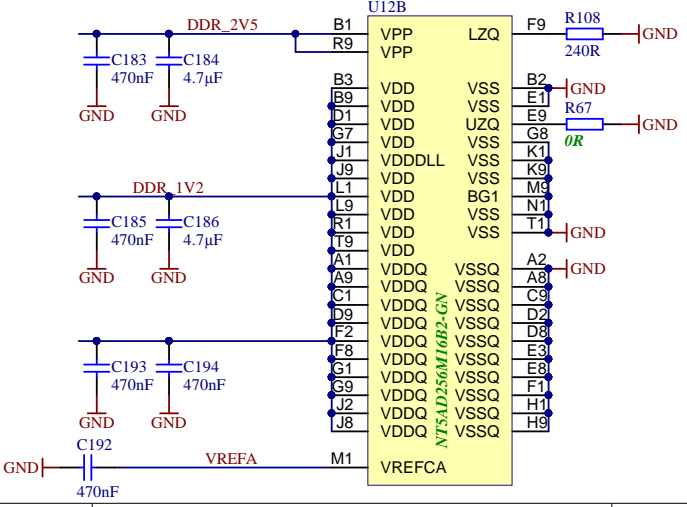 U12B
DDR_2V5 B1 VPP LZQ F9 R108 GND
R9 VPP 240R
C183 C184
470nF 4.7µF
GND GND
B3 VDD VSS B2 GND
B9 VDD VSS E1
D1 VDD UZQ E9 R67 GND
G7 VDD VSS G8 0R
J1 VDDDLL VSS K1
J9 VDD VSS K9
DDR_1V2 L1 VDD BG1 M9
L9 VDD VSS N1
R1 VDD VSS T1 GND
T9 VDD
C185 C186
470nF 4.7µF
GND GND
A1 VDDQ VSSQ A2 GND
A9 VDDQ VSSQ A8
C1 VDDQ VSSQ C9
D9 VDDQ VSSQ D2
F2 VDDQ VSSQ D8
F8 VDDQ VSSQ E3
G1 VDDQ VSSQ E8
G9 VDDQ VSSQ F1
J2 VDDQ VSSQ H1
J8 VDDQ VSSQ H9
NT5AD256M16B2-GN
C193 C194
470nF 470nF
GND GND
C192
GND VREFA M1 VREFCA
470nF